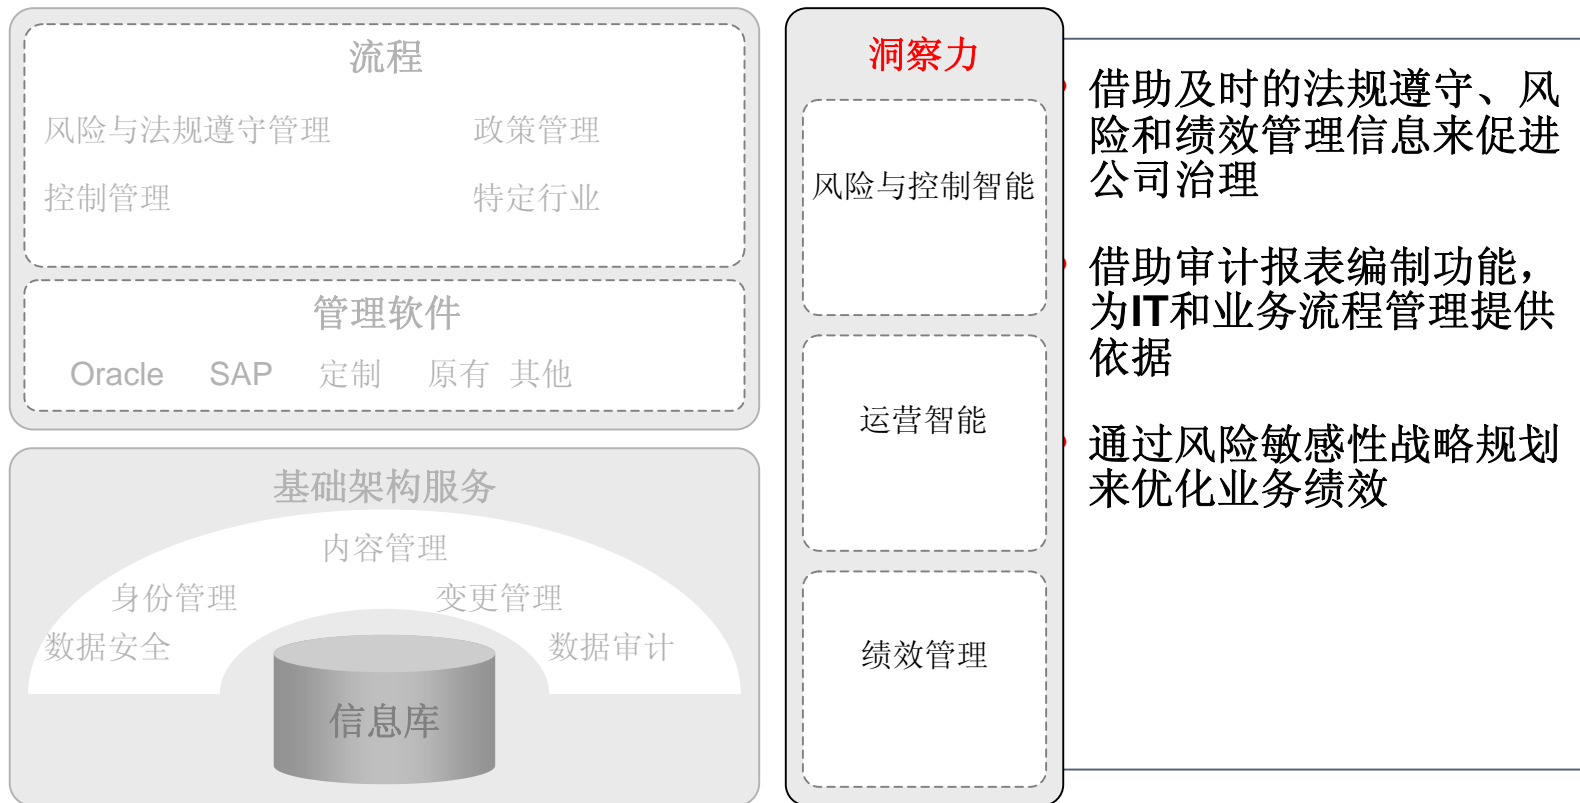 流程
风险与法规遵守管理 政策管理
控制管理 特定行业
管理软件
Oracle SAP 定制 原有 其他
基础架构服务
内容管理
身份管理 变更管理
数据安全 数据审计
信息库
洞察力
风险与控制智能
运营智能
绩效管理
借助及时的法规遵守、风
险和绩效管理信息来促进
公司治理
借助审计报表编制功能，
为IT和业务流程管理提供
依据
通过风险敏感性战略规划
来优化业务绩效